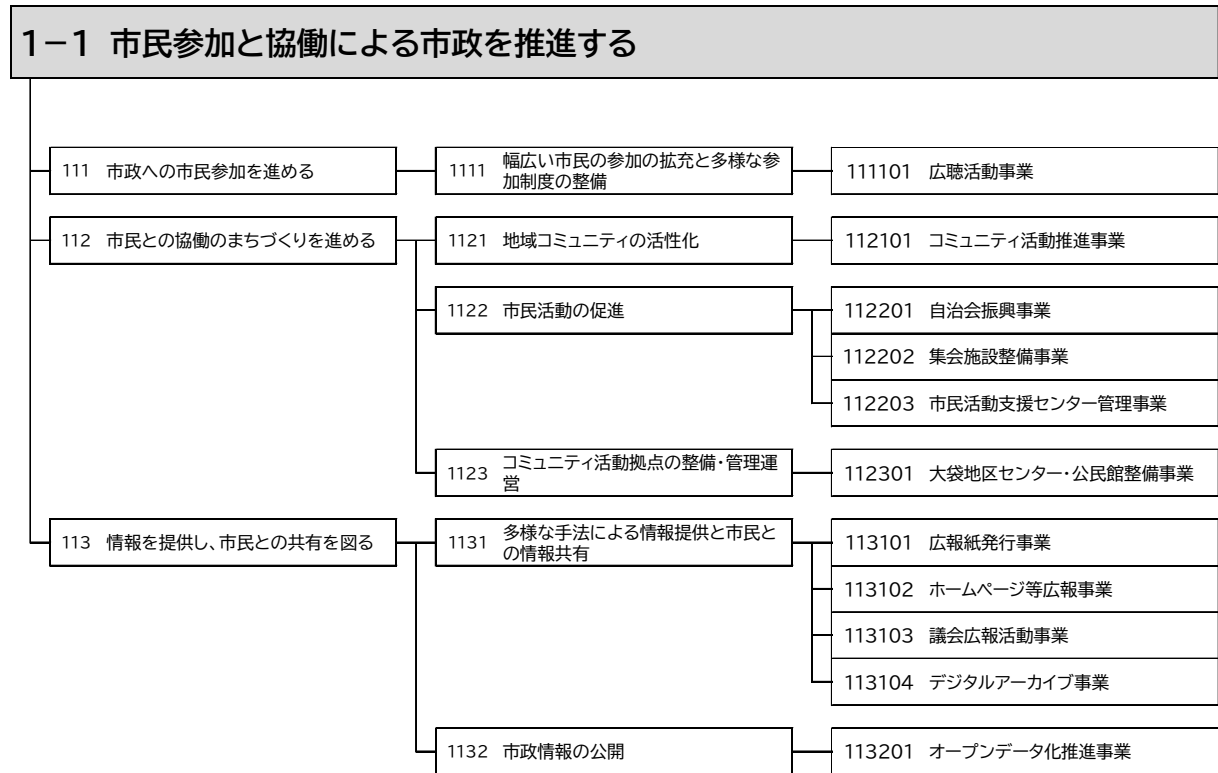 1－1 市民参加と協働による市政を推進する
111 市政への市民参加を進める
1111 幅広い市民の参加の拡充と多様な参
加制度の整備
111101 広聴活動事業
112 市民との協働のまちづくりを進める
1121 地域コミュニティの活性化
112101 コミュニティ活動推進事業
1122 市民活動の促進
112201 自治会振興事業
112202 集会施設整備事業
112203 市民活動支援センター管理事業
1123 コミュニティ活動拠点の整備・管理運
営
112301 大袋地区センター・公民館整備事業
113 情報を提供し、市民との共有を図る
1131 多様な手法による情報提供と市民と
の情報共有
113101 広報紙発行事業
113102 ホームページ等広報事業
113103 議会広報活動事業
113104 デジタルアーカイブ事業
1132 市政情報の公開
113201 オープンデータ化推進事業